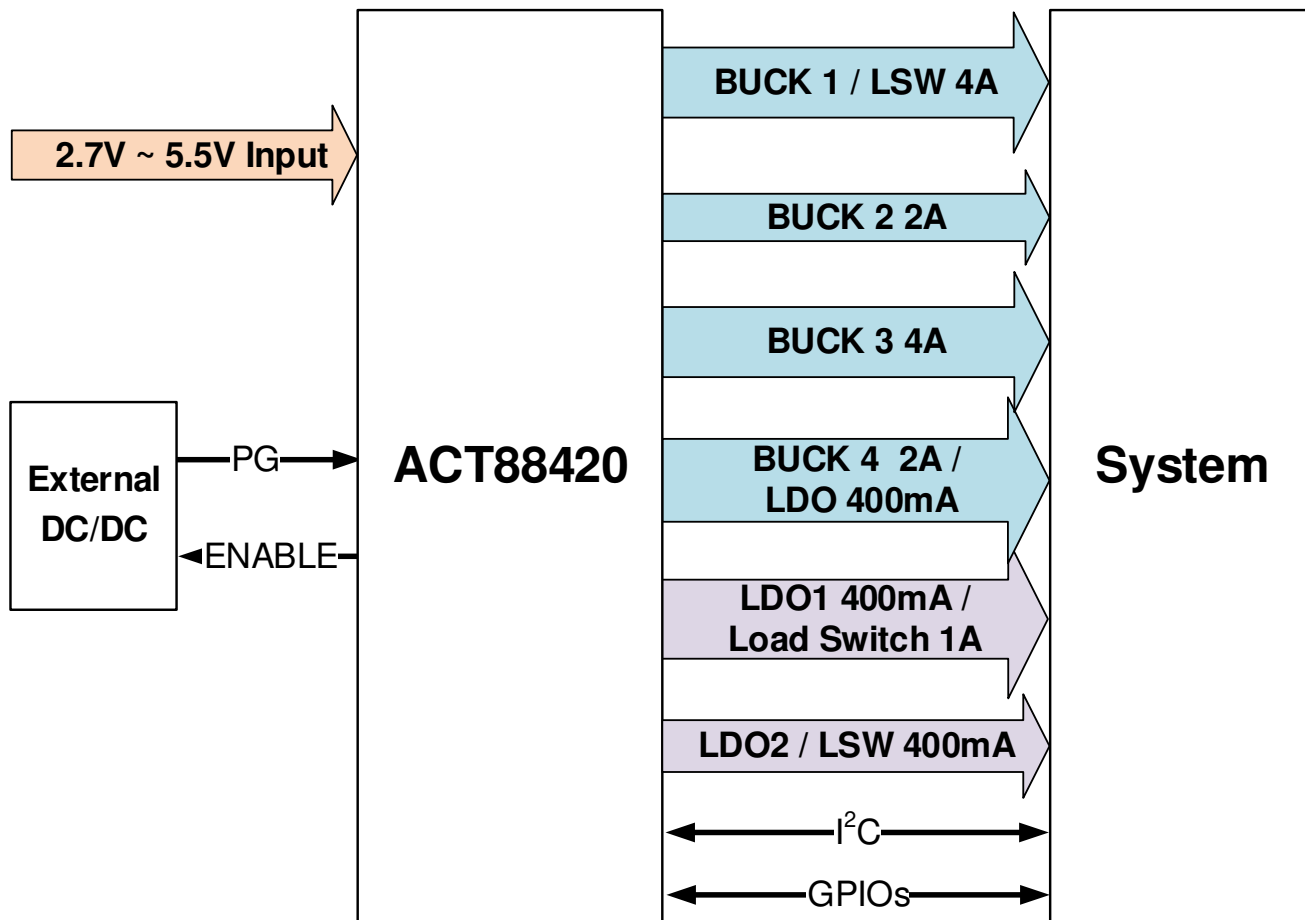 BUCK 1 / LSW 4A
2.7V ~ 5.5V Input
BUCK 2 2A
BUCK 3 4A
External
DC/DC
PG
ENABLE
ACT88420
BUCK 4  2A /
LDO 400mA
System
LDO1 400mA /
Load Switch 1A
LDO2 / LSW 400mA
I²C
GPIOs